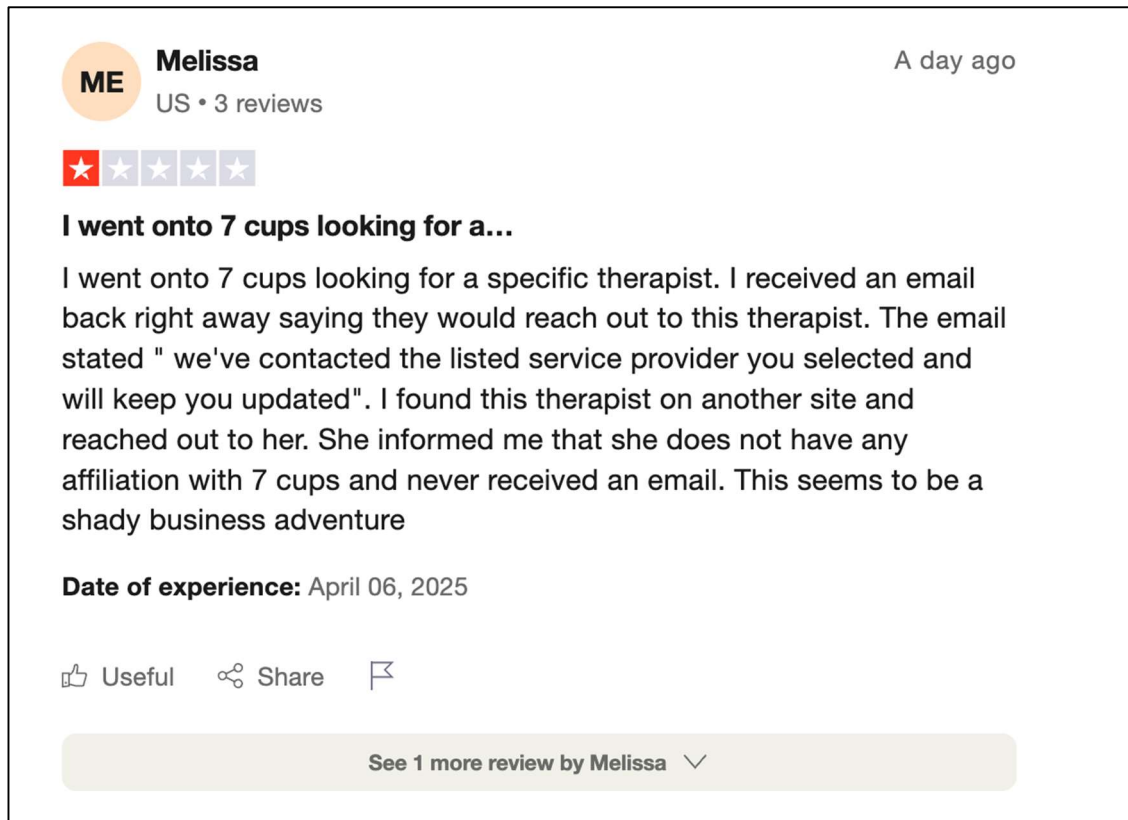 ME
Melissa
A day ago
US • 3 reviews
I went onto 7 cups looking for a...
I went onto 7 cups looking for a specific therapist. I received an email
back right away saying they would reach out to this therapist. The email
stated " we've contacted the listed service provider you selected and
will keep you updated". I found this therapist on another site and
reached out to her. She informed me that she does not have any
affiliation with 7 cups and never received an email. This seems to be a
shady business adventure
Date of experience: April 06, 2025
Useful
Share
See 1 more review by Melissa